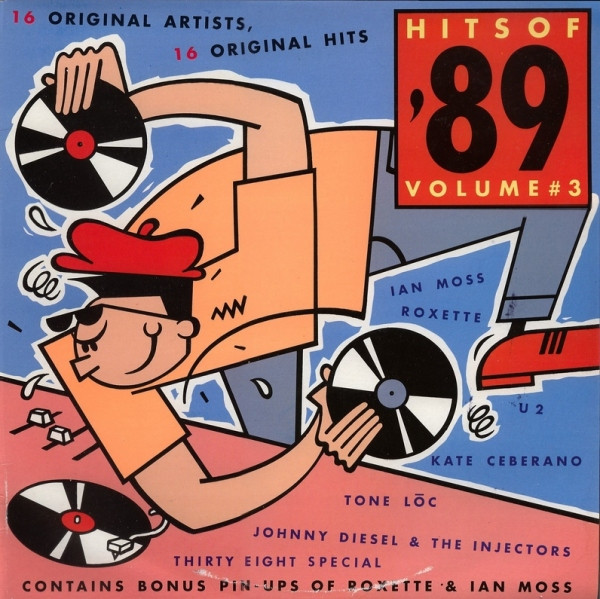 16 ORIGINAL ARTISTS,
16 ORIGINAL HITS
HITS OF
'89
VOLUME #3
IAN MOSS
ROXETTE
U2
KATE CEBERANO
TONE LŌC
JOHNNY DIESEL & THE INJECTORS
THIRTY EIGHT SPECIAL
CONTAINS BONUS PIN-UPS OF ROXETTE & IAN MOSS